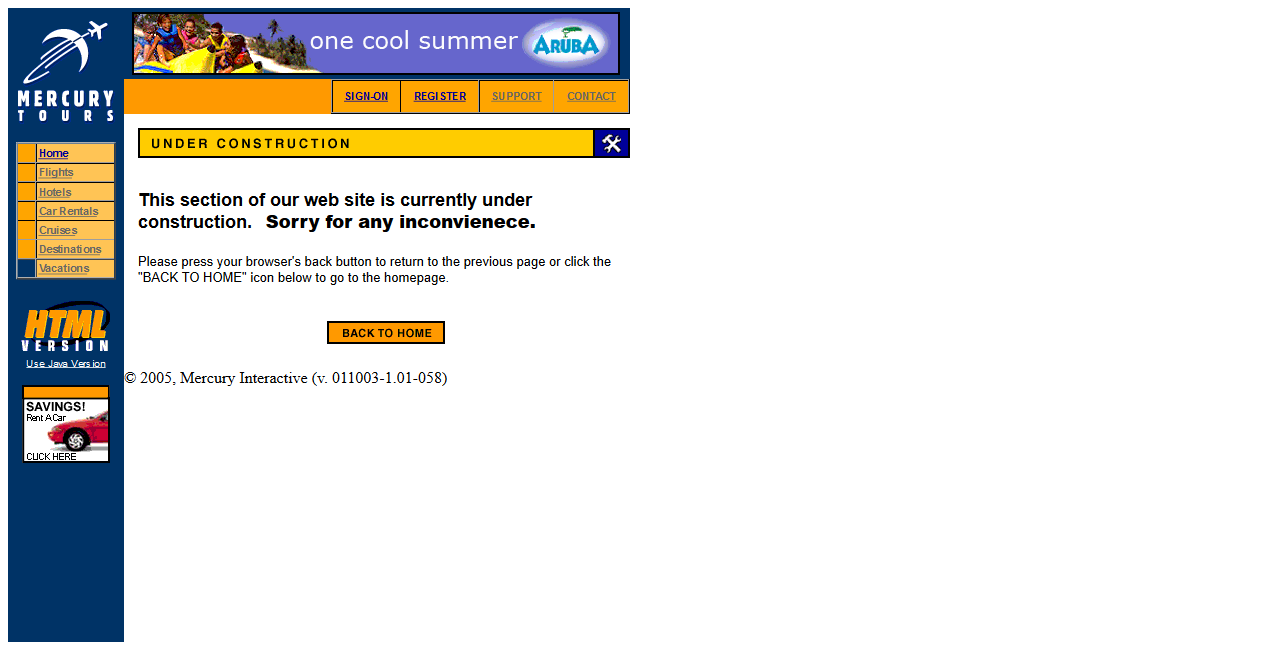 one cool summer ARUBA
MERCURY
TOURS
SIGN-ON REGISTER SUPPORT CONTACT
Home
Flights
Hotels
Car Rentals
Cruises
Destinations
Vacations
HTML
VERSION
Use Java Version
SAVINGS!
Rent A Car
CLICK HERE
UNDER CONSTRUCTION
This section of our web site is currently under
construction. Sorry for any inconvienece.
Please press your browser's back button to return to the previous page or click the
"BACK TO HOME" icon below to go to the homepage.
BACK TO HOME
© 2005, Mercury Interactive (v. 011003-1.01-058)